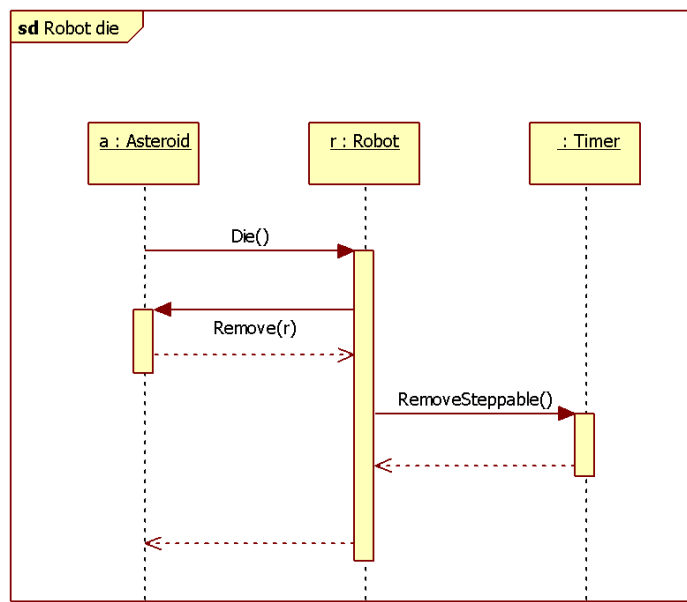 sd Robot die
a : Asteroid
r : Robot
: Timer
Die()
Remove(r)
RemoveSteppable()